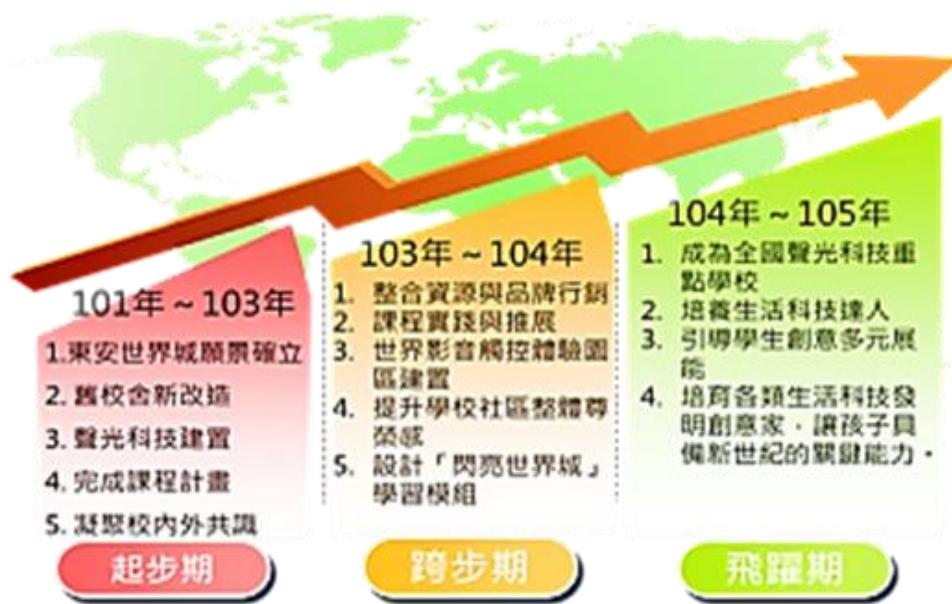 101年～103年
1.東安世界城願景確立
2.舊校舍新改造
3.聲光科技建置
4.完成課程計畫
5.凝聚校內外共識
起步期
103年～104年
1. 整合資源與品牌行銷
2. 課程實踐與推展
3. 世界影音觸控體驗園
區建置
4. 提升學校社區整體尊
榮感
5. 設計「閃亮世界城」
學習模組
跨步期
104年～105年
1. 成為全國聲光科技重
點學校
2. 培養生活科技達人
3. 引導學生創意多元展
能
4. 培育各類生活科技發
明創意家，讓孩子具
備新世紀的關鍵能力。
飛躍期